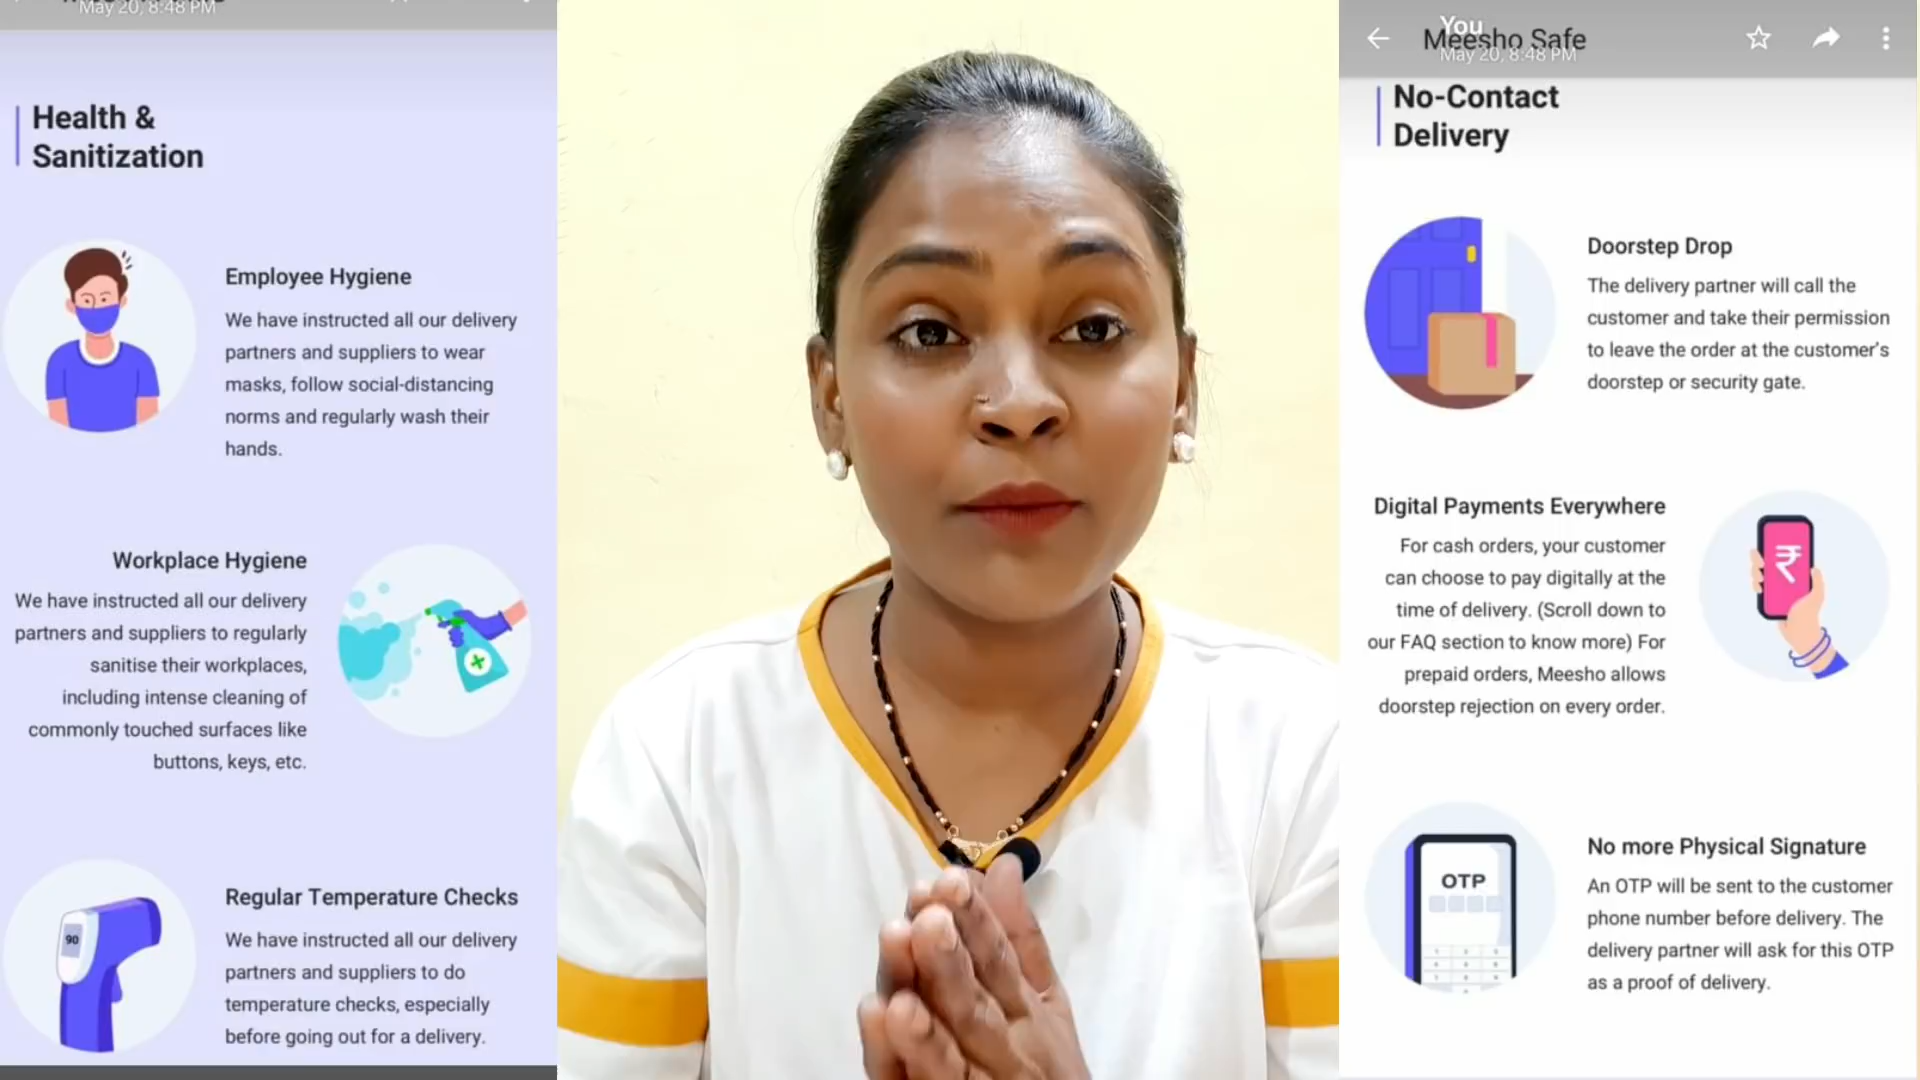 May 20, 8:48 PM
Health &
Sanitization
Employee Hygiene
We have instructed all our delivery
partners and suppliers to wear
masks, follow social-distancing
norms and regularly wash their
hands.
Workplace Hygiene
We have instructed all our delivery
partners and suppliers to regularly
sanitise their workplaces,
including intense cleaning of
commonly touched surfaces like
buttons, keys, etc.
90
Regular Temperature Checks
We have instructed all our delivery
partners and suppliers to do
temperature checks, especially
before going out for a delivery.
You
Meesho Safe
May 20, 8:48 PM
No-Contact
Delivery
Doorstep Drop
The delivery partner will call the
customer and take their permission
to leave the order at the customer's
doorstep or security gate.
Digital Payments Everywhere
For cash orders, your customer
can choose to pay digitally at the
time of delivery. (Scroll down to
our FAQ section to know more) For
prepaid orders, Meesho allows
doorstep rejection on every order.
₹
OTP
No more Physical Signature
An OTP will be sent to the customer
phone number before delivery. The
delivery partner will ask for this OTP
as a proof of delivery.